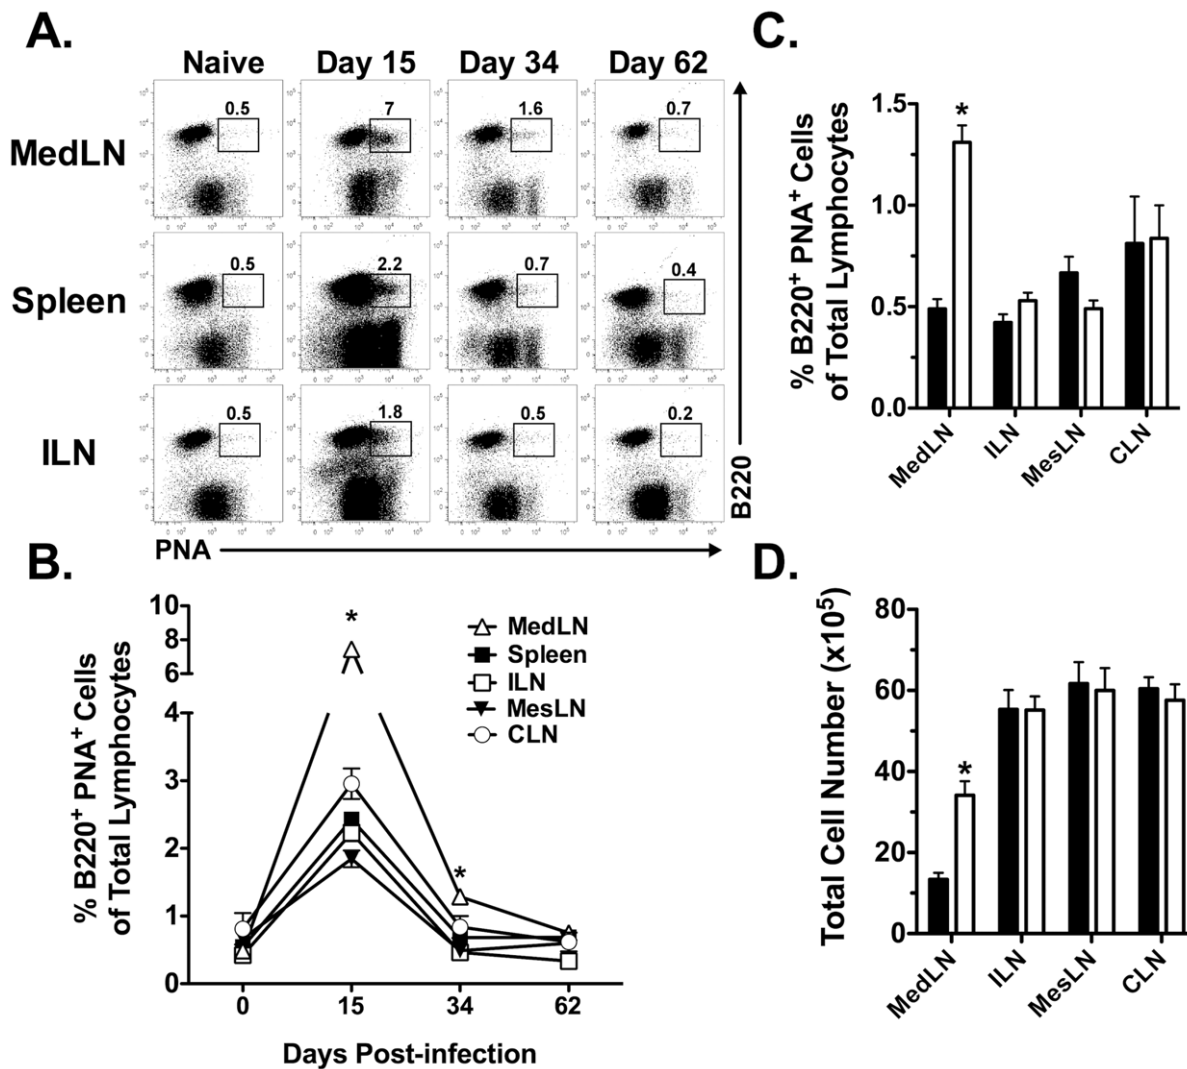 A.
Naive Day 15 Day 34 Day 62
MedLN
0.5 7 1.6 0.7
Spleen
0.5 2.2 0.7 0.4
ILN
0.5 1.8 0.5 0.2
B220
PNA
B.
% B220⁺ PNA⁺ Cells
of Total Lymphocytes
10
8
6
4
3
2
1
0
*
*
MedLN
Spleen
ILN
MesLN
CLN
0 15 34 62
Days Post-infection
C.
% B220⁺ PNA⁺ Cells
of Total Lymphocytes
1.5
1.0
0.5
0.0
*
MedLN ILN MesLN CLN
D.
Total Cell Number (x10⁵)
80
60
40
20
0
*
MedLN ILN MesLN CLN